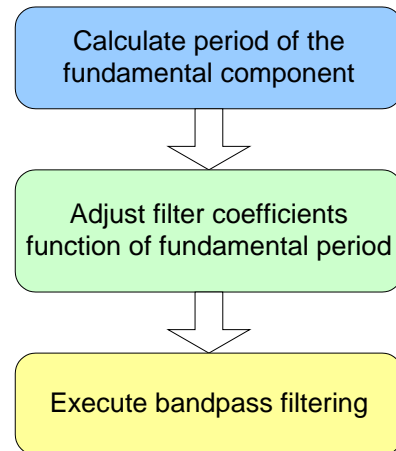 Calculate period of the
fundamental component
Adjust filter coefficients
function of fundamental period
Execute bandpass filtering